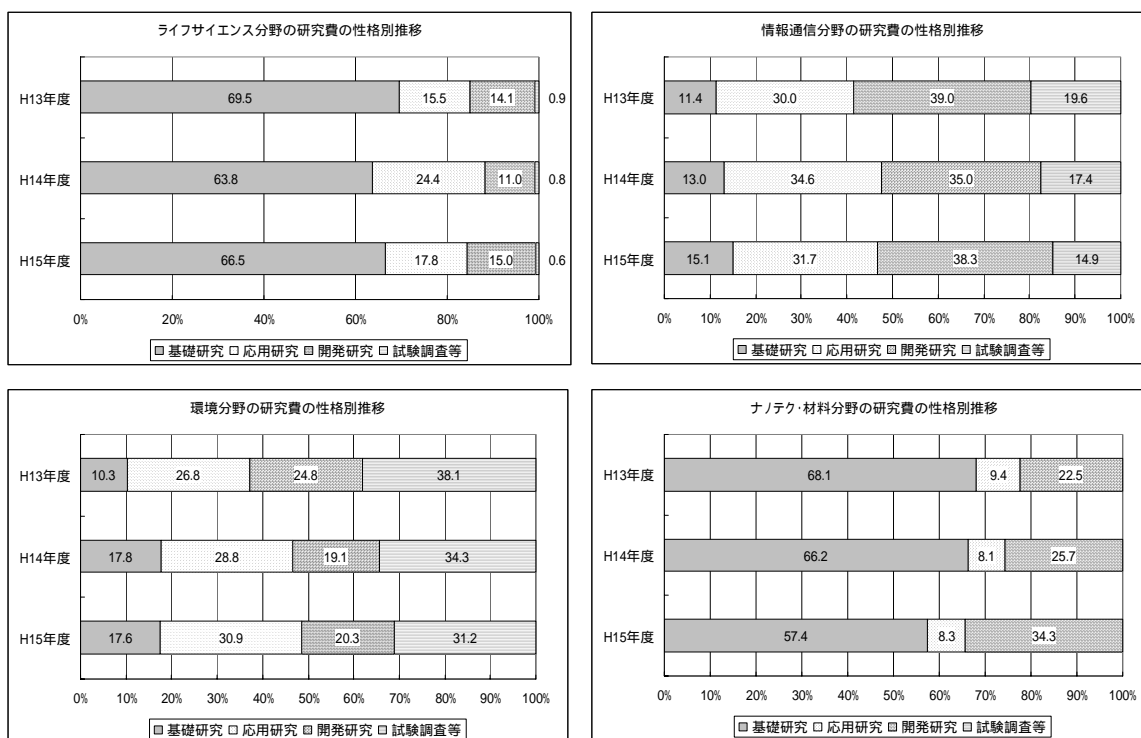 ライフサイエンス分野の研究費の性格別推移
H13年度 69.5 15.5 14.1 0.9
H14年度 63.8 24.4 11.0 0.8
H15年度 66.5 17.8 15.0 0.6
0% 20% 40% 60% 80% 100%
基礎研究 応用研究 開発研究 試験調査等
情報通信分野の研究費の性格別推移
H13年度 11.4 30.0 39.0 19.6
H14年度 13.0 34.6 35.0 17.4
H15年度 15.1 31.7 38.3 14.9
0% 10% 20% 30% 40% 50% 60% 70% 80% 90% 100%
基礎研究 応用研究 開発研究 試験調査等
環境分野の研究費の性格別推移
H13年度 10.3 26.8 24.8 38.1
H14年度 17.8 28.8 19.1 34.3
H15年度 17.6 30.9 20.3 31.2
0% 10% 20% 30% 40% 50% 60% 70% 80% 90% 100%
基礎研究 応用研究 開発研究 試験調査等
ナノテク・材料分野の研究費の性格別推移
H13年度 68.1 9.4 22.5
H14年度 66.2 8.1 25.7
H15年度 57.4 8.3 34.3
0% 10% 20% 30% 40% 50% 60% 70% 80% 90% 100%
基礎研究 応用研究 開発研究 試験調査等